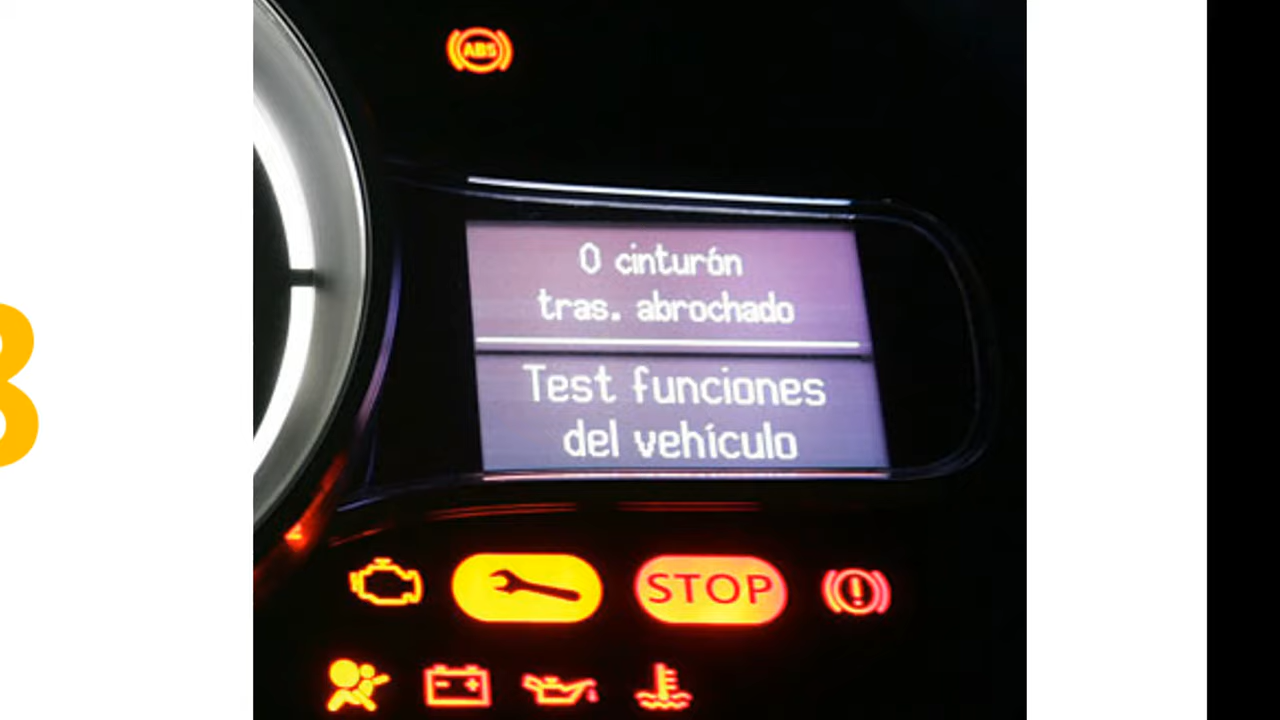 ABS
0 cinturón
tras. abrochado
Test funciones
del vehículo
STOP